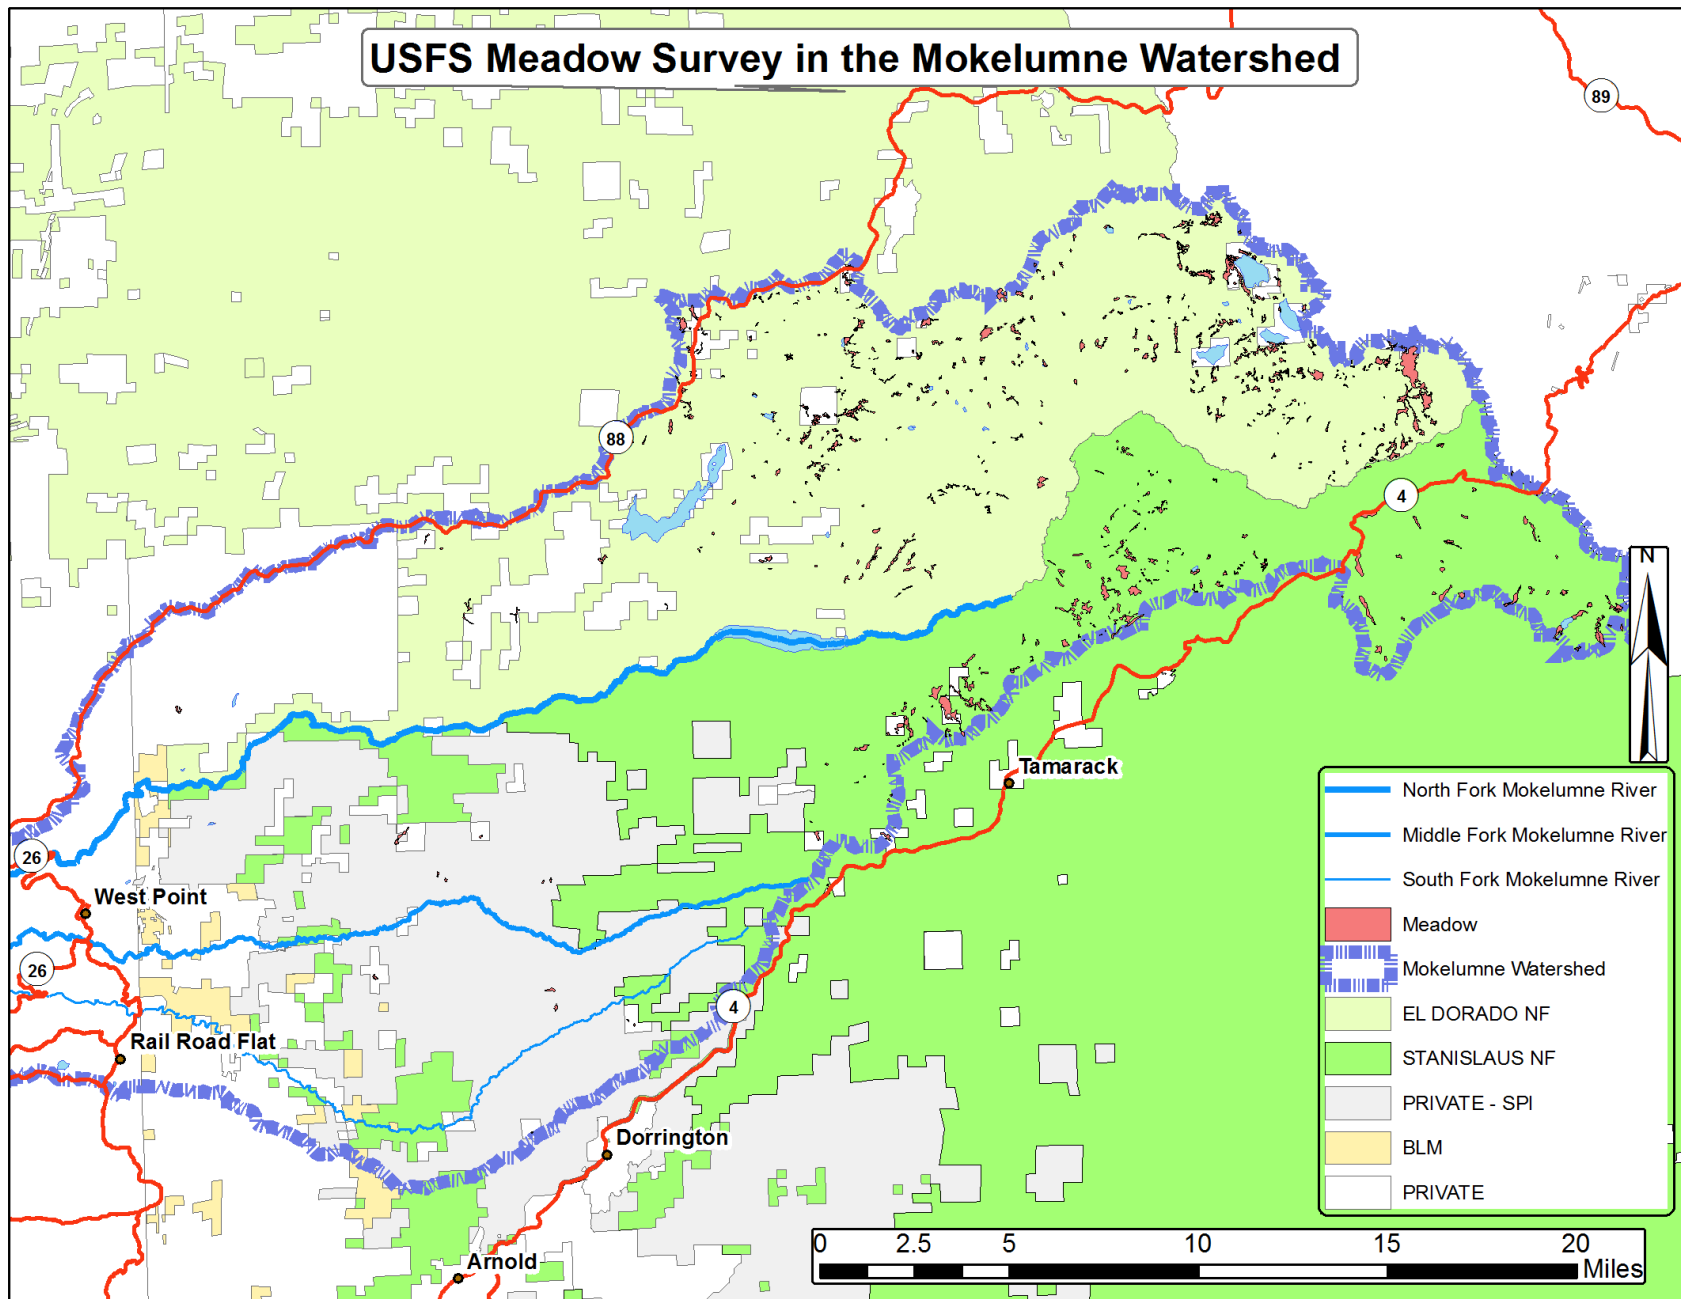 USFS Meadow Survey in the Mokelumne Watershed
89
88
4
N
Tamarack
26
West Point
26
4
Rail Road Flat
Dorrington
Arnold
North Fork Mokelumne River
Middle Fork Mokelumne River
South Fork Mokelumne River
Meadow
Mokelumne Watershed
EL DORADO NF
STANISLAUS NF
PRIVATE - SPI
BLM
PRIVATE
0 2.5 5 10 15 20
Miles